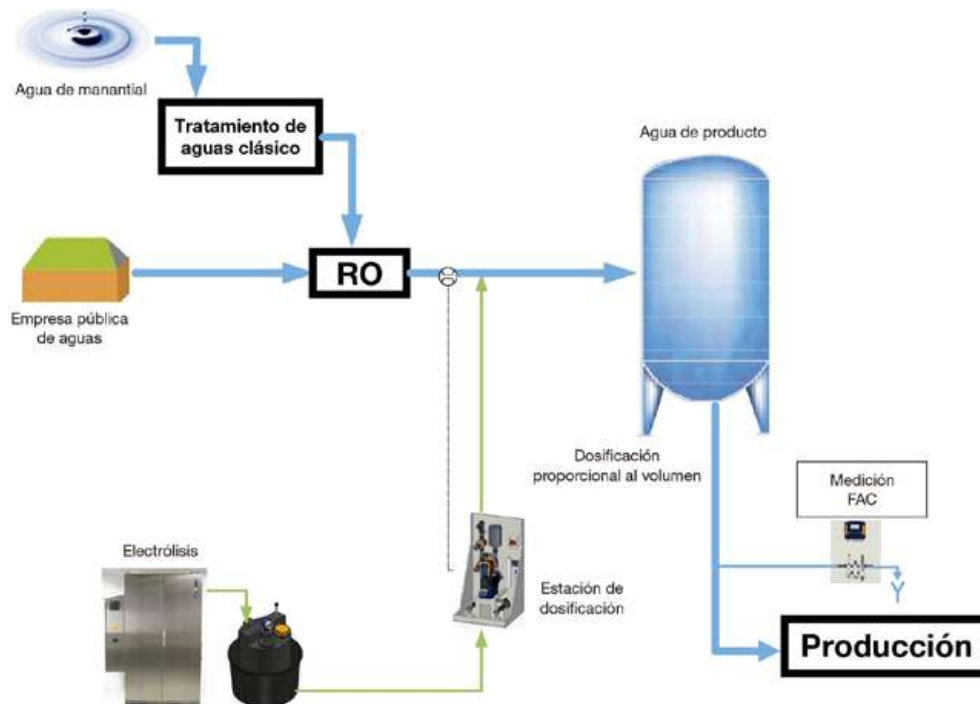 Agua de manantial
Tratamiento de
aguas clásico
Agua de producto
RO
Empresa pública
de aguas
Dosificación
proporcional al volumen
Medición
FAC
Electrólisis
Estación de
dosificación
Producción